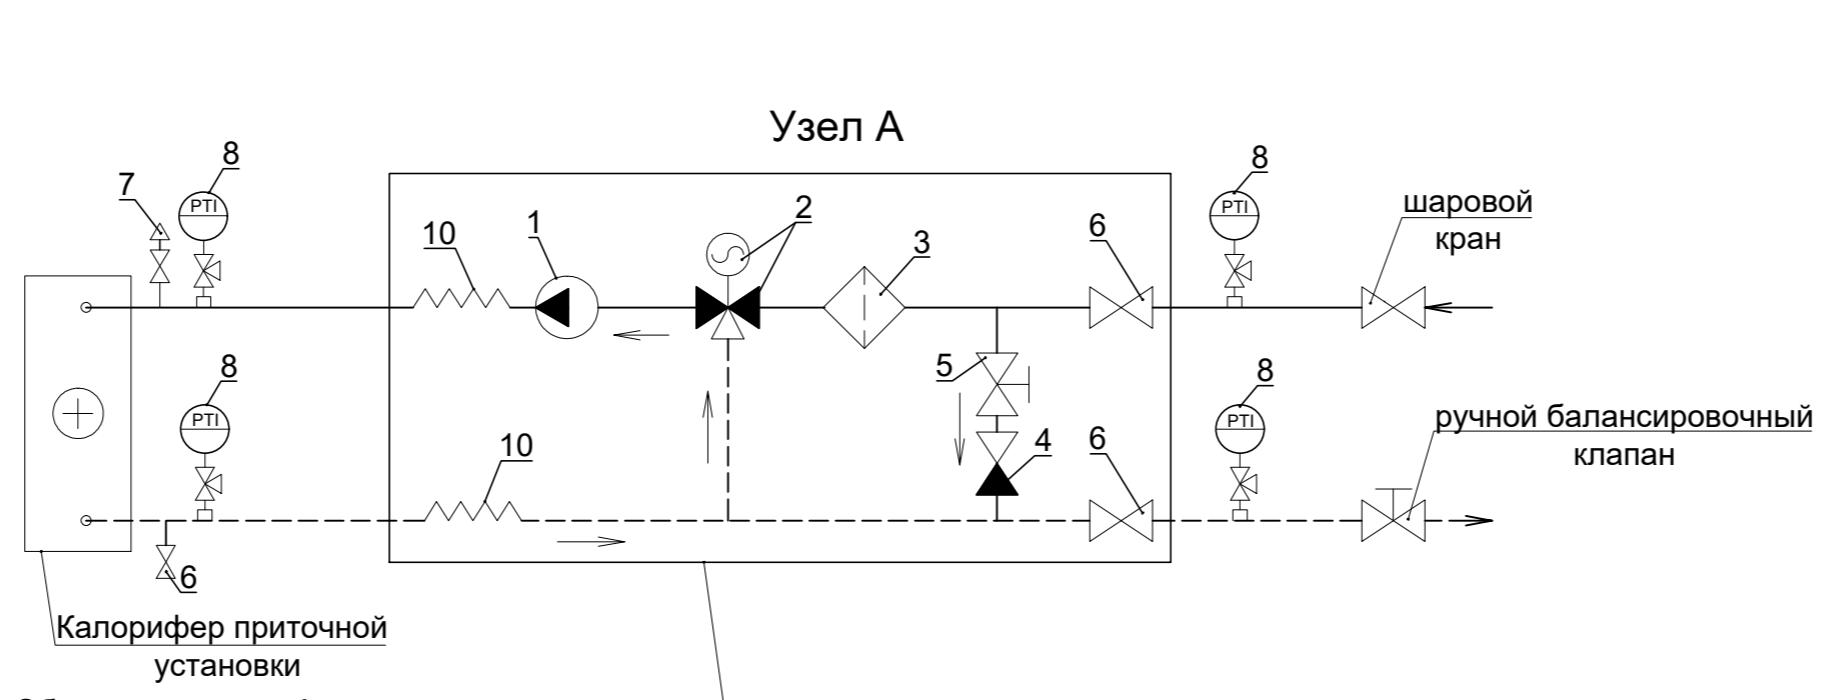 Узел А
8
7
PTI
10
1
2
3
6
8
PTI
шаровой
кран
8
PTI
10
5
4
6
8
PTI
ручной балансировочный
клапан
6
Калорифер приточной
установки